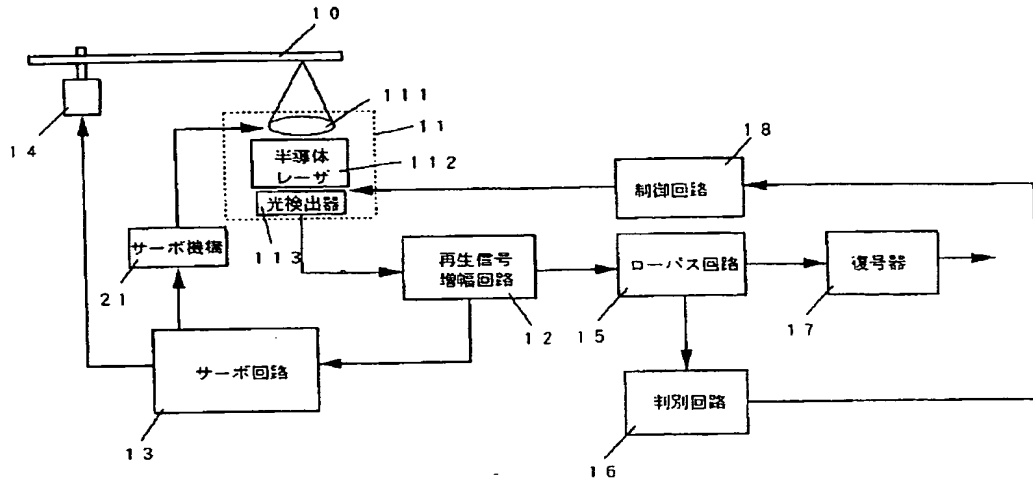 10
111
11
14
半導体
レーザ
112
18
制御回路
光検出器
113
サーボ機構
21
再生信号
増幅回路
12
ローパス回路
15
復号器
17
サーボ回路
13
判別回路
16